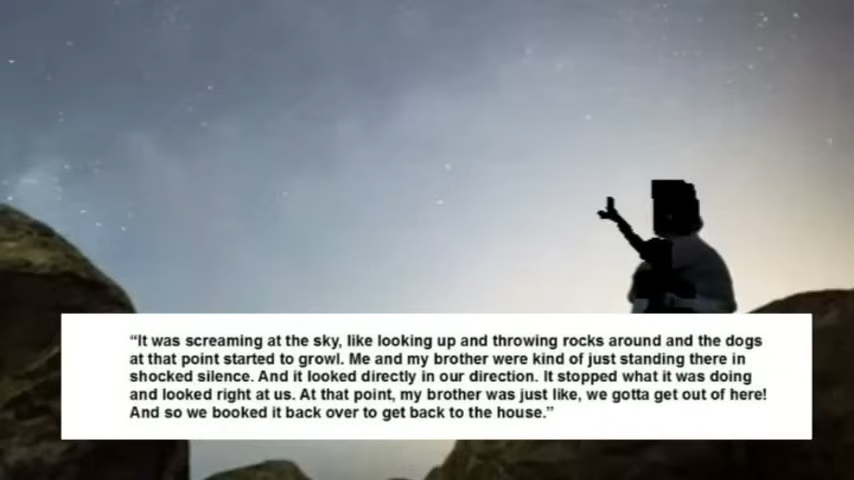 “It was screaming at the sky, like looking up and throwing rocks around and the dogs
at that point started to growl. Me and my brother were kind of just standing there in
shocked silence. And it looked directly in our direction. It stopped what it was doing
and looked right at us. At that point, my brother was just like, we gotta get out of here!
And so we booked it back over to get back to the house.”